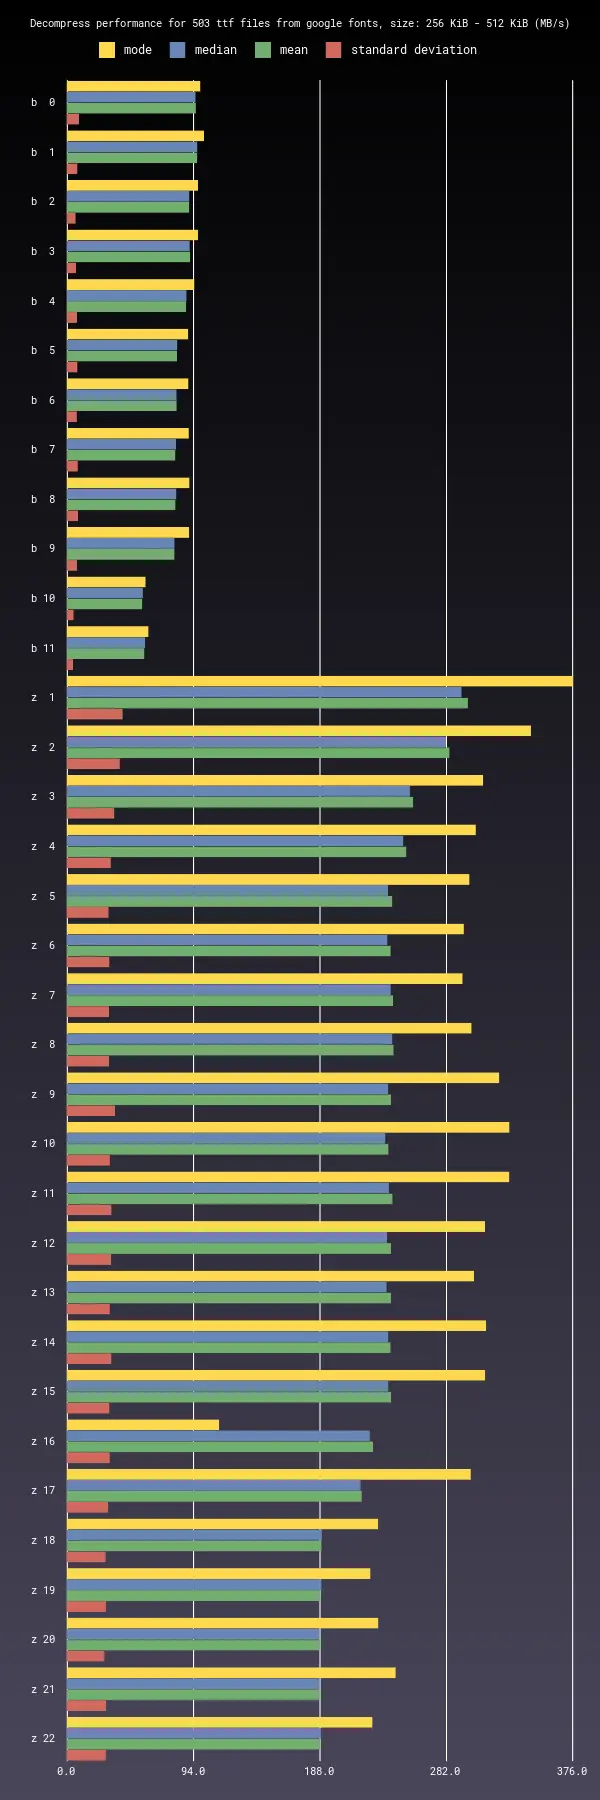 Decompress performance for 503 ttf files from google fonts, size: 256 KiB - 512 KiB (MB/s)
mode median mean standard deviation
b 0
b 1
b 2
b 3
b 4
b 5
b 6
b 7
b 8
b 9
b 10
b 11
z 1
z 2
z 3
z 4
z 5
z 6
z 7
z 8
z 9
z 10
z 11
z 12
z 13
z 14
z 15
z 16
z 17
z 18
z 19
z 20
z 21
z 22
0.0 94.0 188.0 282.0 376.0